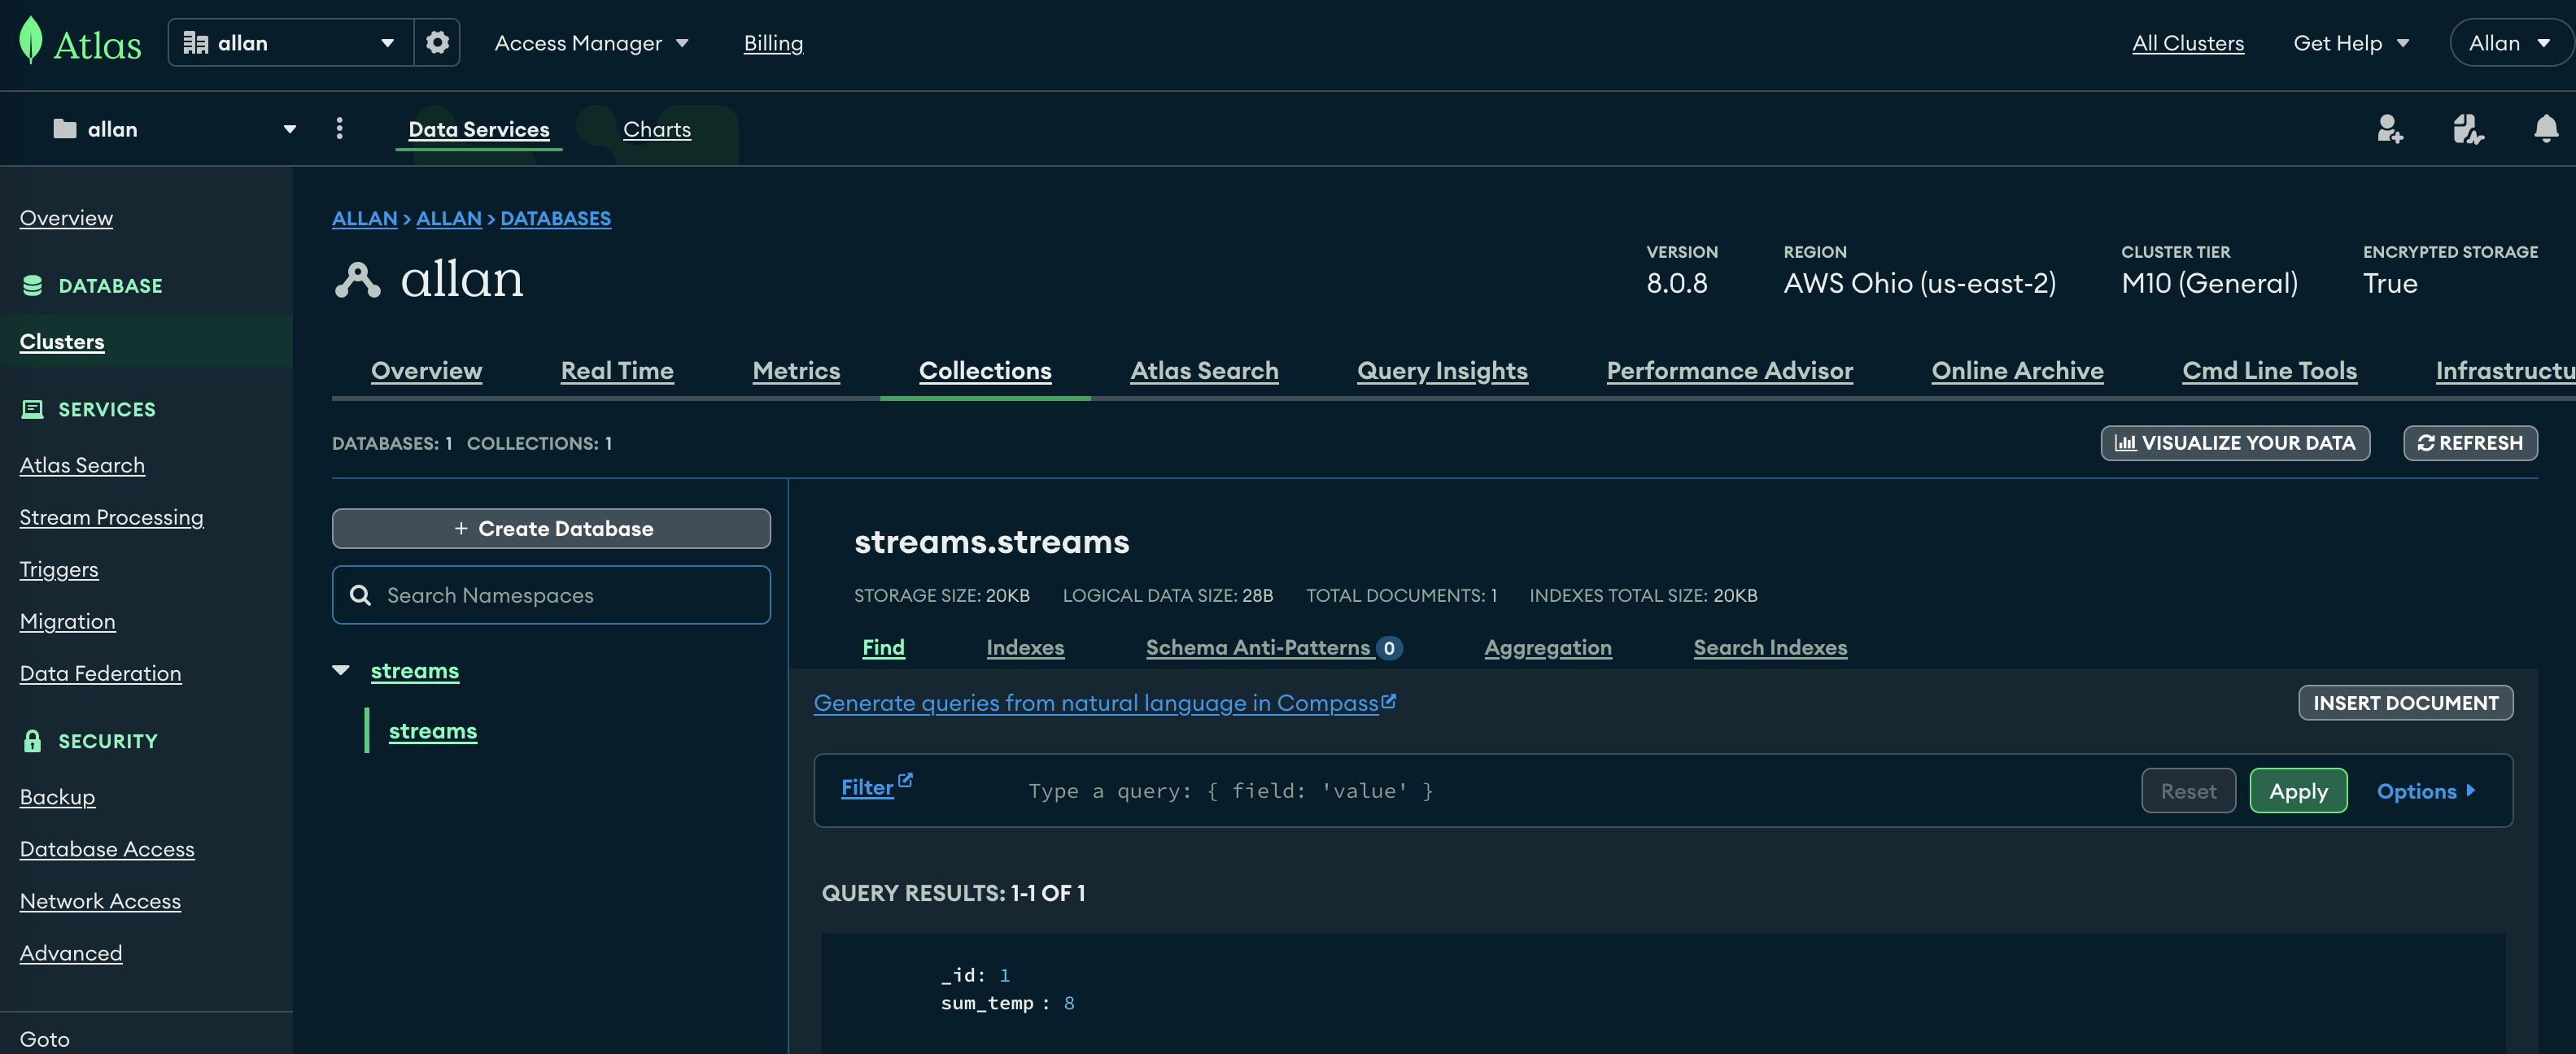 Atlas
allan
Access Manager
Billing
All Clusters
Get Help
Allan
allan
Data Services
Charts
Overview
DATABASE
Clusters
SERVICES
Atlas Search
Stream Processing
Triggers
Migration
Data Federation
SECURITY
Backup
Database Access
Network Access
Advanced
Goto
ALLAN > ALLAN > DATABASES
allan
VERSION
8.0.8
REGION
AWS Ohio (us-east-2)
CLUSTER TIER
M10 (General)
ENCRYPTED STORAGE
True
Overview
Real Time
Metrics
Collections
Atlas Search
Query Insights
Performance Advisor
Online Archive
Cmd Line Tools
Infrastructu
DATABASES: 1 COLLECTIONS: 1
VISUALIZE YOUR DATA
REFRESH
+ Create Database
Search Namespaces
streams
streams
streams.streams
STORAGE SIZE: 20KB LOGICAL DATA SIZE: 28B TOTAL DOCUMENTS: 1 INDEXES TOTAL SIZE: 20KB
Find
Indexes
Schema Anti-Patterns 0
Aggregation
Search Indexes
Generate queries from natural language in Compass
INSERT DOCUMENT
Filter
Type a query: { field: 'value' }
Reset
Apply
Options
QUERY RESULTS: 1-1 OF 1
_id: 1
sum_temp : 8